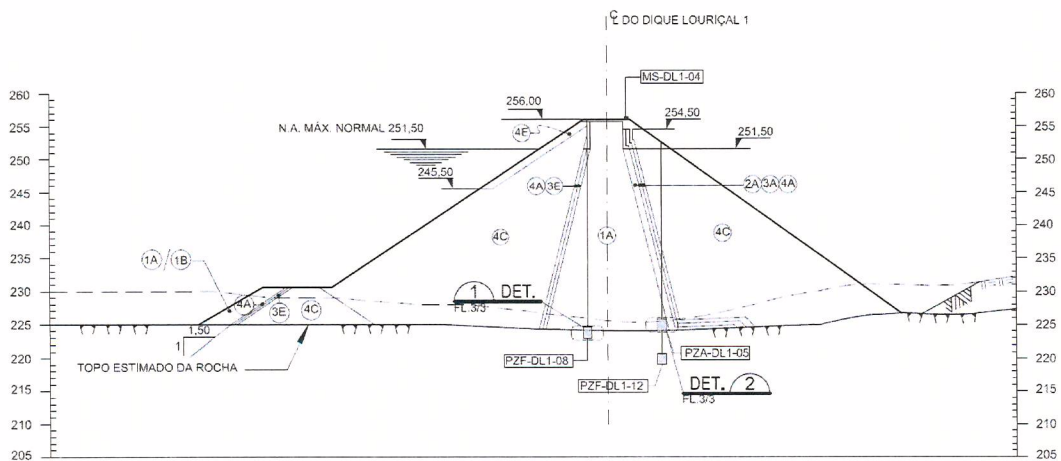 ℄ DO DIQUE LOURIÇAL 1
MS-DL1-04
256,00
254,50
N.A. MÁX. NORMAL 251,50
251,50
245,50
4E
4A 3E
2A 3A 4A
4C
1A
4C
1A / 1B
4A
3E
4C
1 DET.
FL.3/3
1,50
1
TOPO ESTIMADO DA ROCHA
PZF-DL1-08
PZA-DL1-05
PZF-DL1-12
DET. 2
FL.3/3
260
255
250
245
240
235
230
225
220
215
210
205
260
255
250
245
240
235
230
225
220
215
210
205